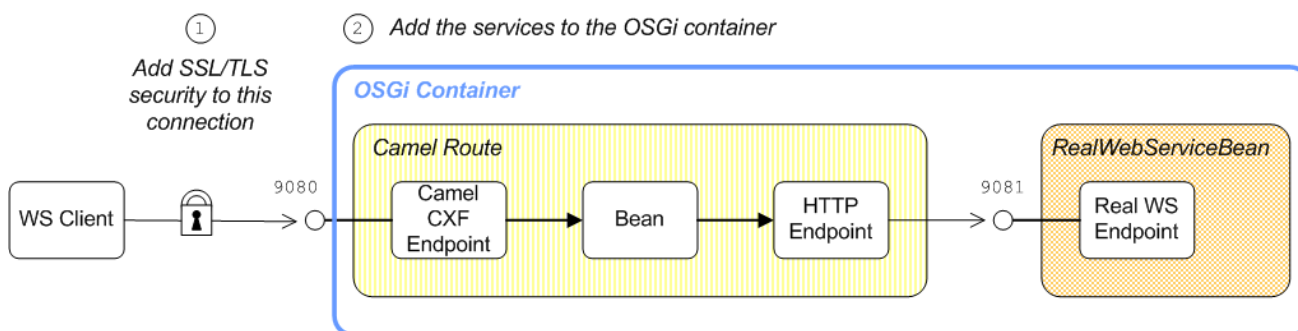 1
Add SSL/TLS
security to this
connection
2 Add the services to the OSGi container
OSGi Container
Camel Route
RealWebServiceBean
WS Client
9080
Camel
CXF
Endpoint
Bean
HTTP
Endpoint
9081
Real WS
Endpoint